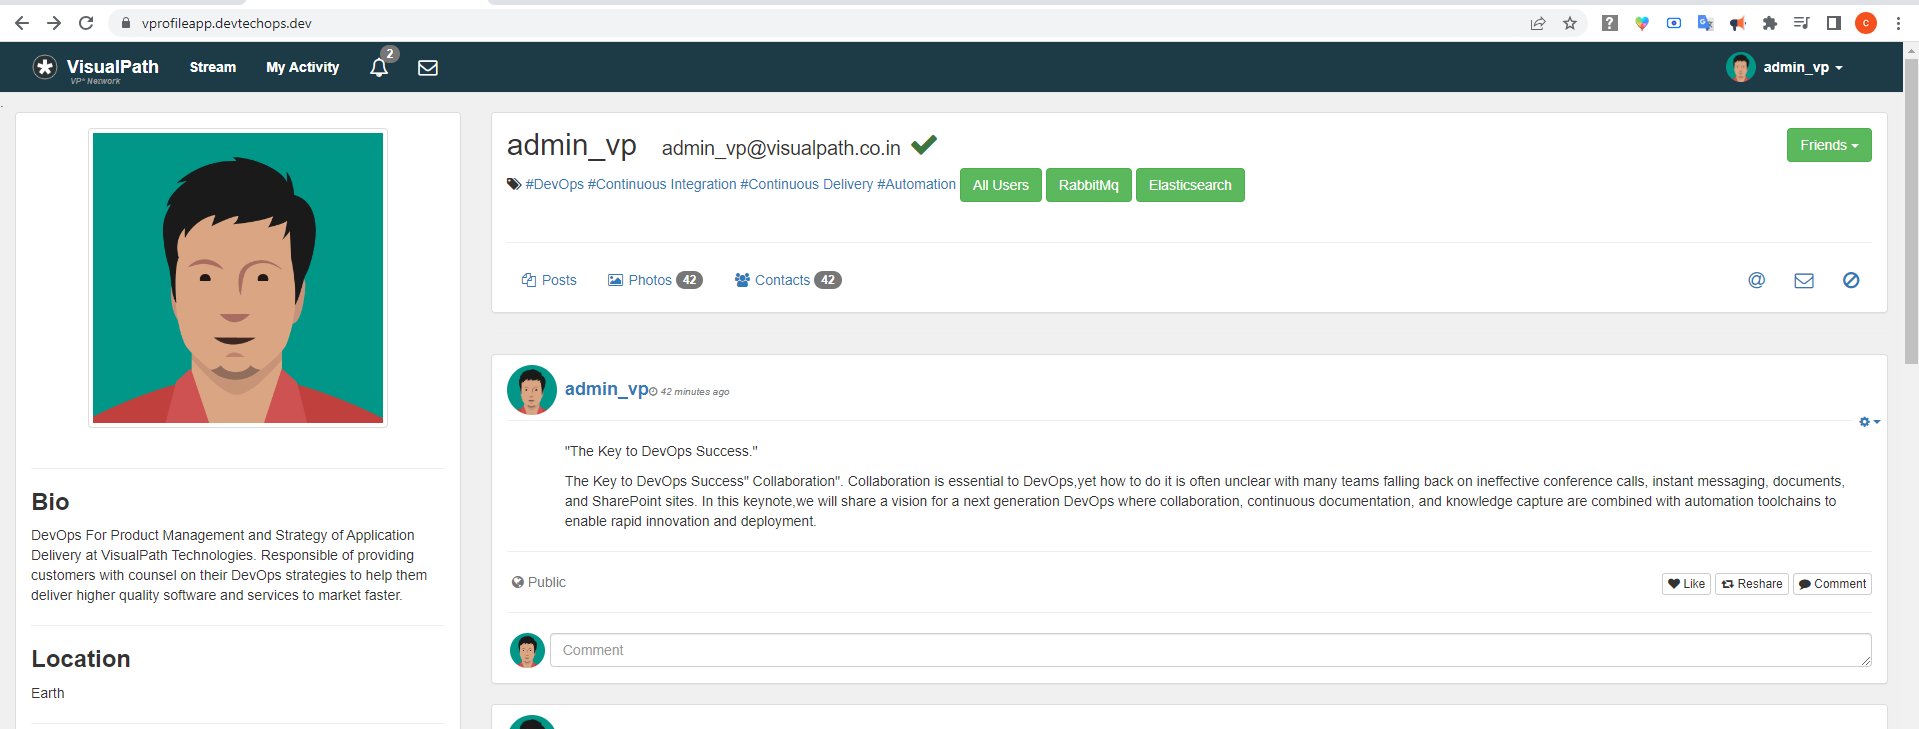 vprofileapp.devtechops.dev
c
VisualPath
VP* Network
Stream
My Activity
2
admin_vp
admin_vp admin_vp@visualpath.co.in
Friends
#DevOps #Continuous Integration #Continuous Delivery #Automation All Users RabbitMq Elasticsearch
Posts Photos 42 Contacts 42
@
Bio
DevOps For Product Management and Strategy of Application
Delivery at VisualPath Technologies. Responsible of providing
customers with counsel on their DevOps strategies to help them
deliver higher quality software and services to market faster.
Location
Earth
admin_vp 42 minutes ago
"The Key to DevOps Success."
The Key to DevOps Success" Collaboration". Collaboration is essential to DevOps,yet how to do it is often unclear with many teams falling back on ineffective conference calls, instant messaging, documents,
and SharePoint sites. In this keynote,we will share a vision for a next generation DevOps where collaboration, continuous documentation, and knowledge capture are combined with automation toolchains to
enable rapid innovation and deployment.
Public
Like Reshare Comment
Comment